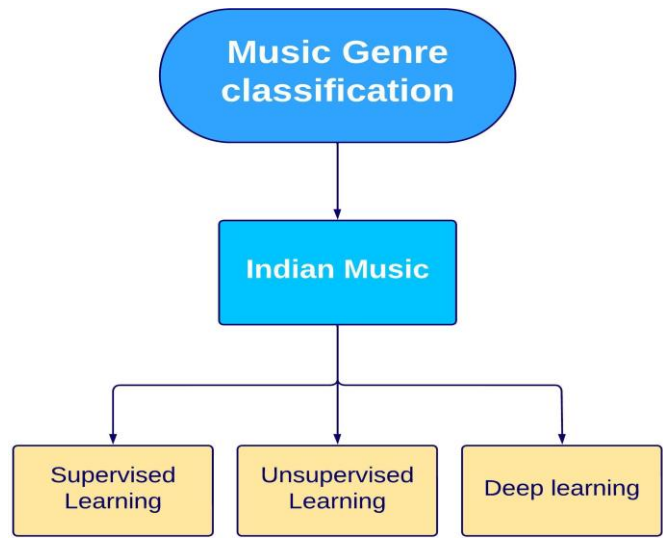 Music Genre
classification
Indian Music
Supervised
Learning
Unsupervised
Learning
Deep learning